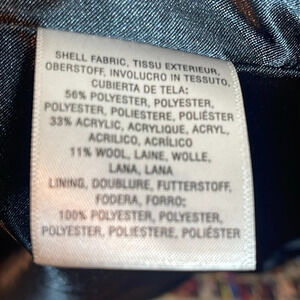 SHELL FABRIC, TISSU EXTERIEUR,
OBERSTOFF, INVOLUCRO IN TESSUTO,
CUBIERTA DE TELA:
56% POLYESTER, POLYESTER,
POLYESTER, POLIESTERE, POLIÉSTER
33% ACRYLIC, ACRYLIQUE, ACRYL,
ACRILICO, ACRÍLICO
11% WOOL, LAINE, WOLLE,
LANA, LANA
LINING, DOUBLURE, FUTTERSTOFF,
FODERA, FORRO:
100% POLYESTER, POLYESTER,
POLYESTER, POLIESTERE, POLIÉSTER